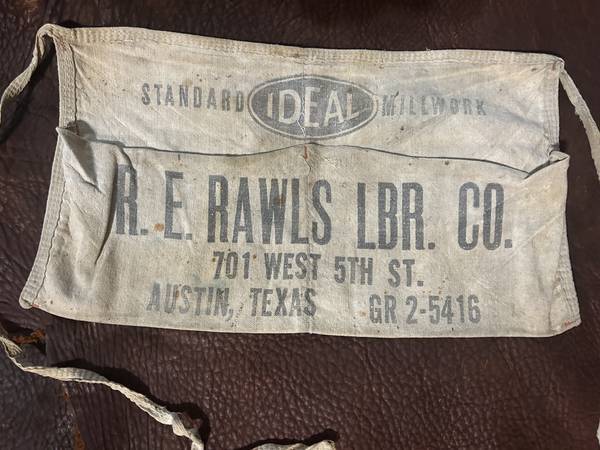 STANDARD IDEAL MILLWORK
R. E. RAWLS LBR. CO.
701 WEST 5TH ST.
AUSTIN, TEXAS GR 2-5416